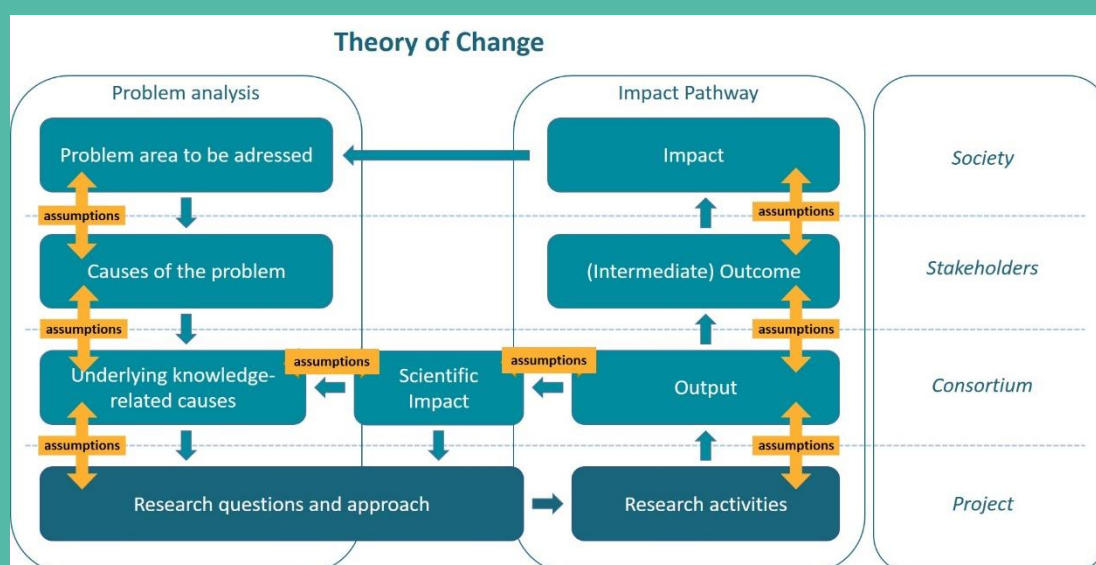 Theory of Change
Problem analysis
Impact Pathway
Problem area to be adressed
Impact
Society
assumptions
assumptions
Causes of the problem
(Intermediate) Outcome
Stakeholders
assumptions
assumptions
assumptions
assumptions
Underlying knowledge-
related causes
Scientific
Impact
Output
Consortium
assumptions
assumptions
Research questions and approach
Research activities
Project